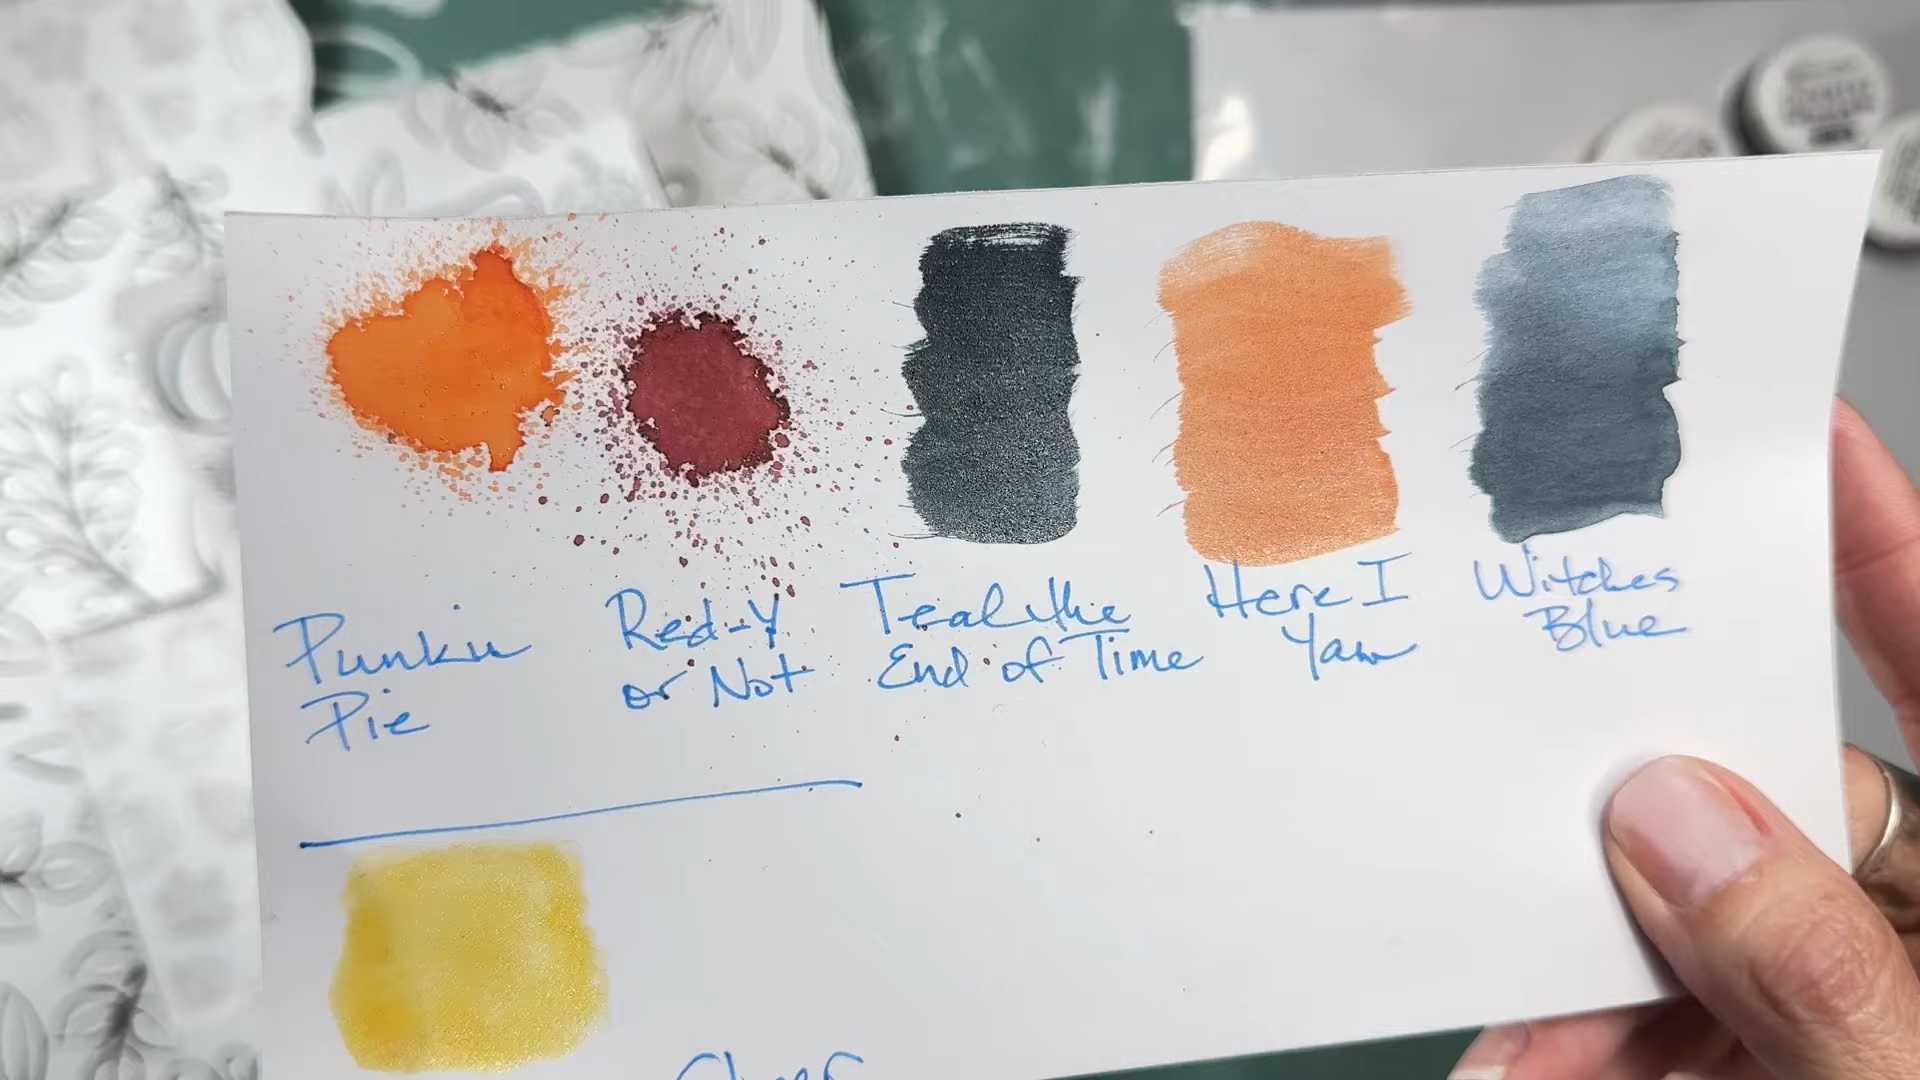 Punkin
Pie
Red-Y
or Not
Teal the
End of Time
Here I
Yam
Witches
Blue